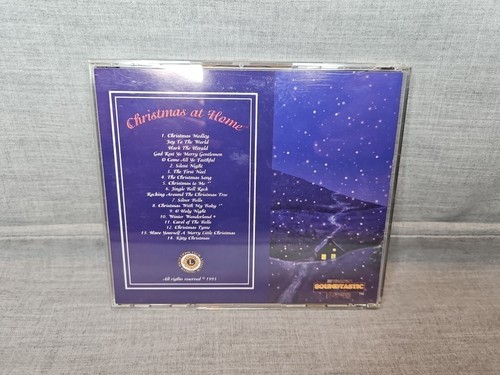 Christmas at Home
1. Christmas Medley
Joy To The World
Hark The Herald
God Rest Ye Merry Gentlemen
O Come All Ye Faithful
2. Silent Night
3. The First Noel
4. The Christmas Song
5. Christmas is Me **
6. Jingle Bell Rock
Rocking Around The Christmas Tree
7. Silver Bells
8. Christmas With My Baby **
9. O Holy Night
10. Winter Wonderland *
11. Carol of The Bells
12. Christmas Tyme
13. Have Yourself A Merry Little Christmas
14. Kitty Christmas
L
All rights reserved © 1995
SOUNDTASTIC